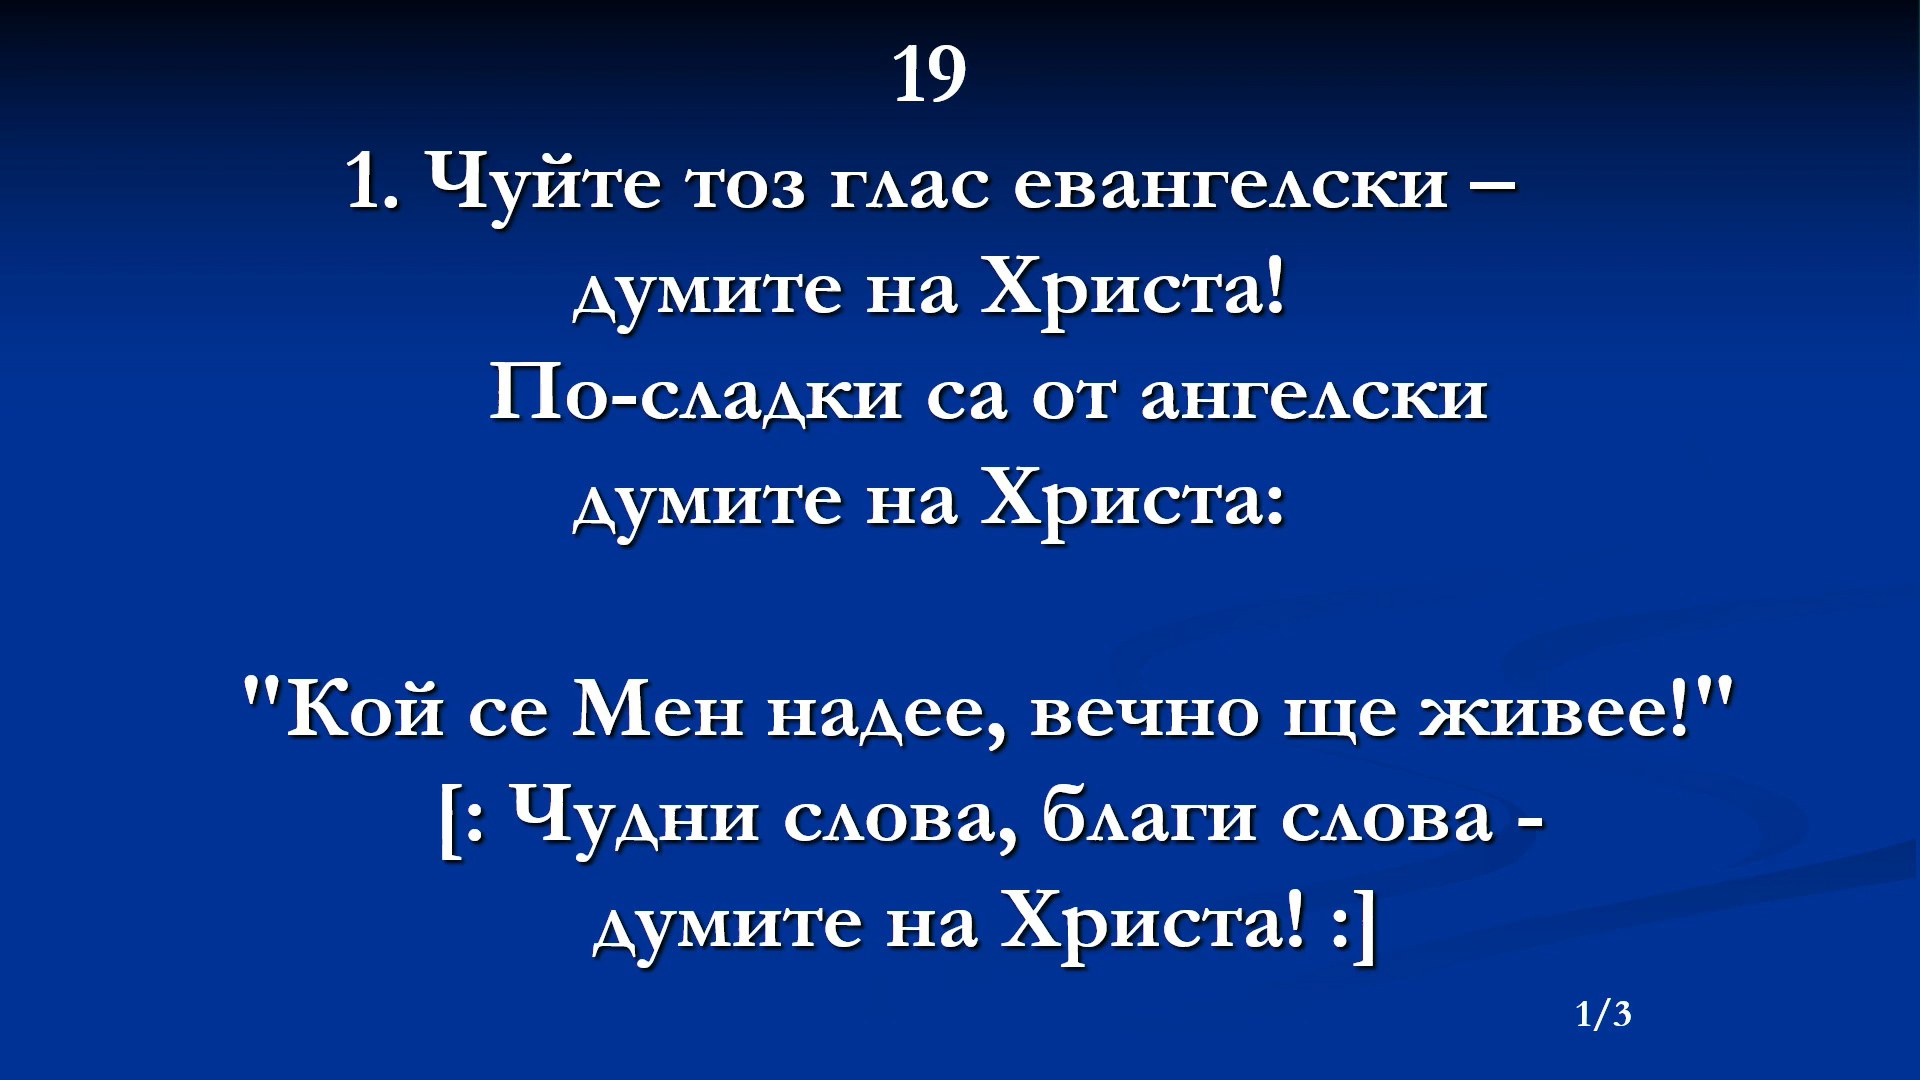 19
1. Чуйте тоз глас евангелски –
думите на Христа!
По-сладки са от ангелски
думите на Христа:
"Кой се Мен надее, вечно ще живее!"
[: Чудни слова, благи слова -
думите на Христа! :]
1/3